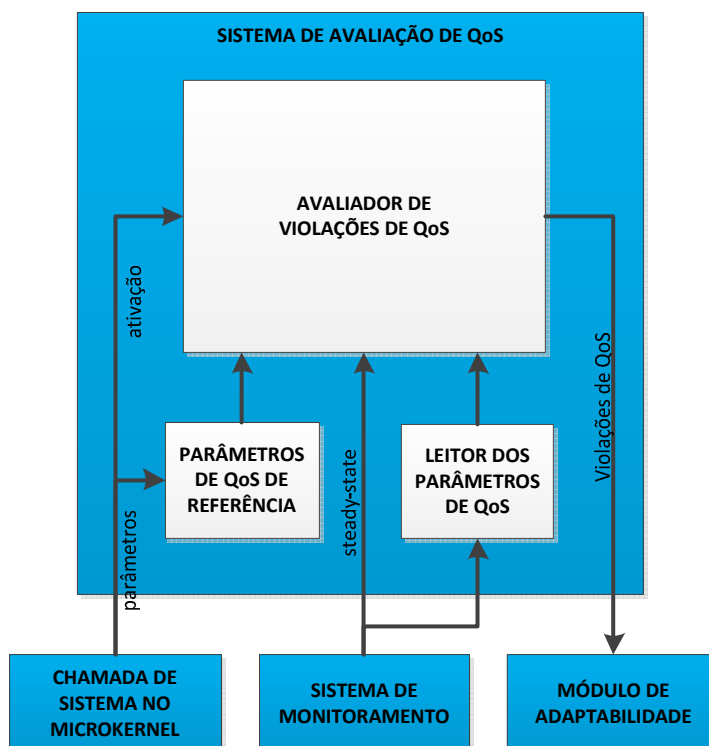 SISTEMA DE AVALIAÇÃO DE QoS
AVALIADOR DE
VIOLAÇÕES DE QoS
ativação
Violações de QoS
PARÂMETROS
DE QoS DE
REFERÊNCIA
steady-state
LEITOR DOS
PARÂMETROS
DE QoS
parâmetros
CHAMADA DE
SISTEMA NO
MICROKERNEL
SISTEMA DE
MONITORAMENTO
MÓDULO DE
ADAPTABILIDADE